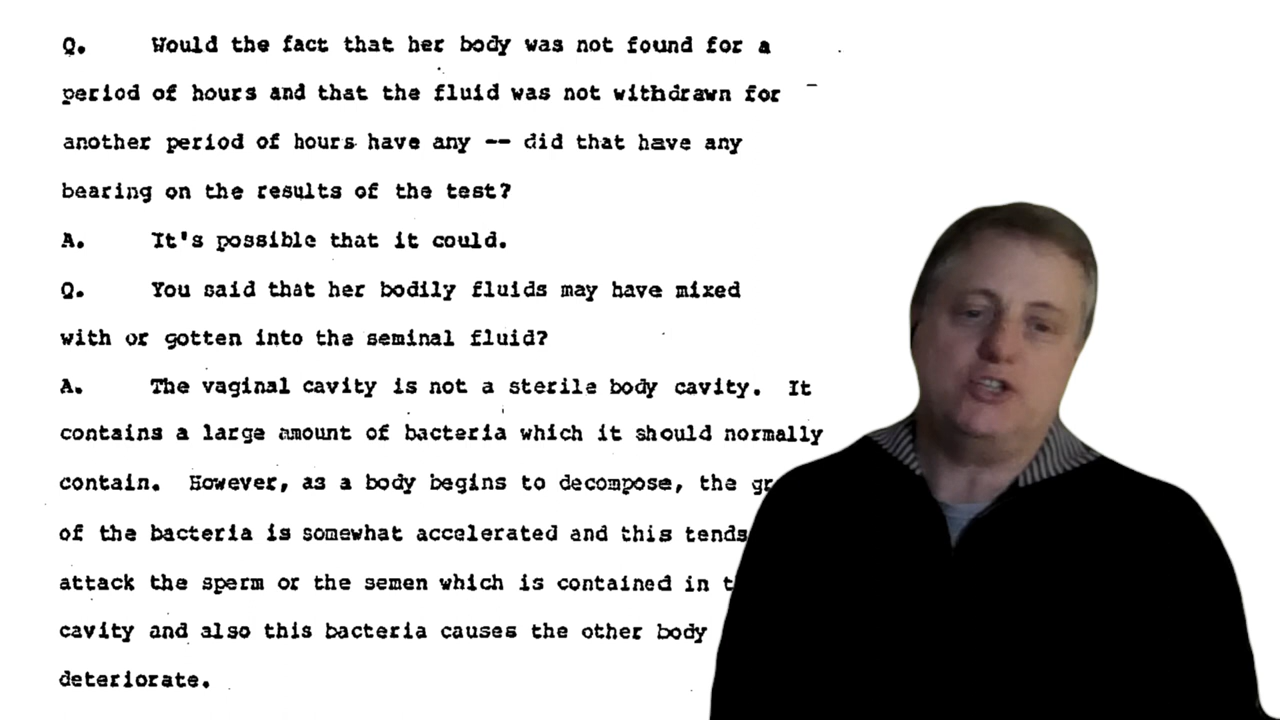 Q. Would the fact that her body was not found for a
period of hours and that the fluid was not withdrawn for
another period of hours have any -- did that have any
bearing on the results of the test?
A. It's possible that it could.
Q. You said that her bodily fluids may have mixed
with or gotten into the seminal fluid?
A. The vaginal cavity is not a sterile body cavity. It
contains a large amount of bacteria which it should normally
contain. However, as a body begins to decompose, the
of the bacteria is somewhat accelerated and this tends
attack the sperm or the semen which is contained in
cavity and also this bacteria causes the other body
deteriorate.